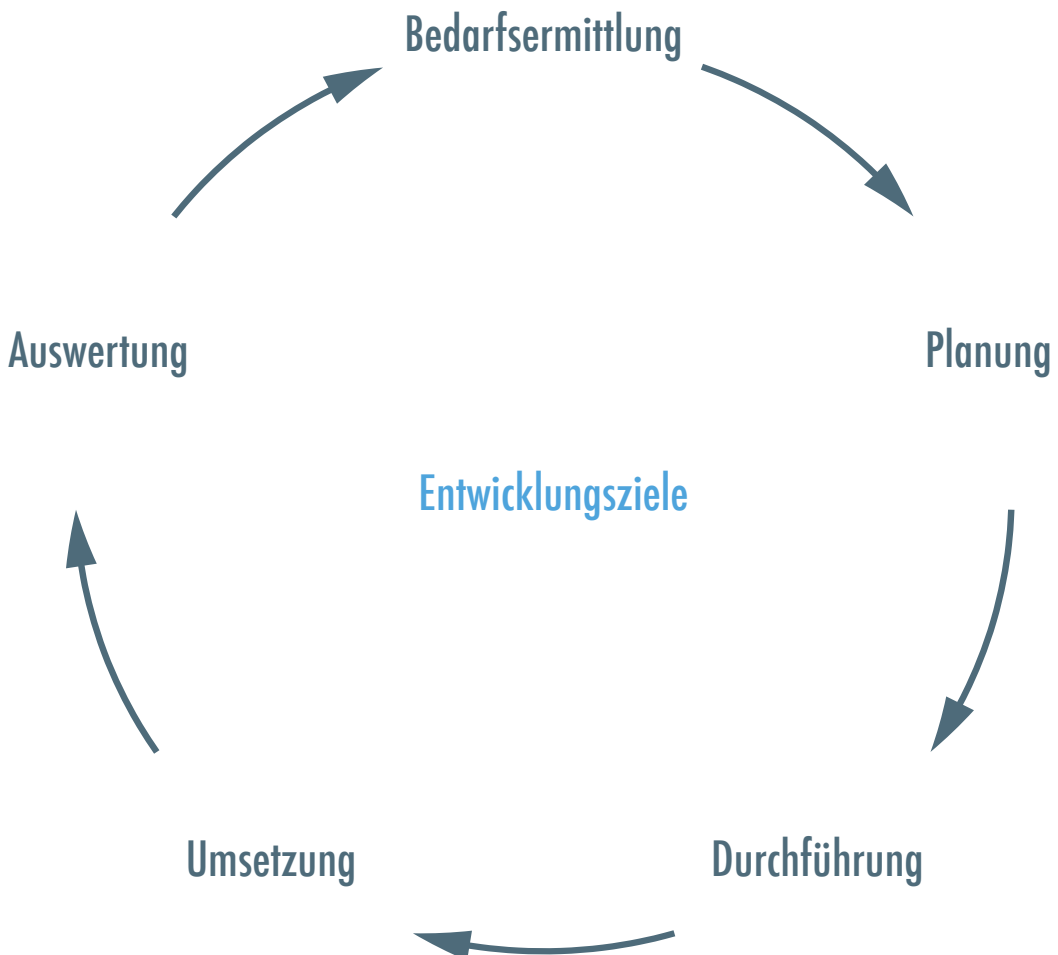 Bedarfsermittlung
Auswertung
Planung
Entwicklungsziele
Umsetzung
Durchführung